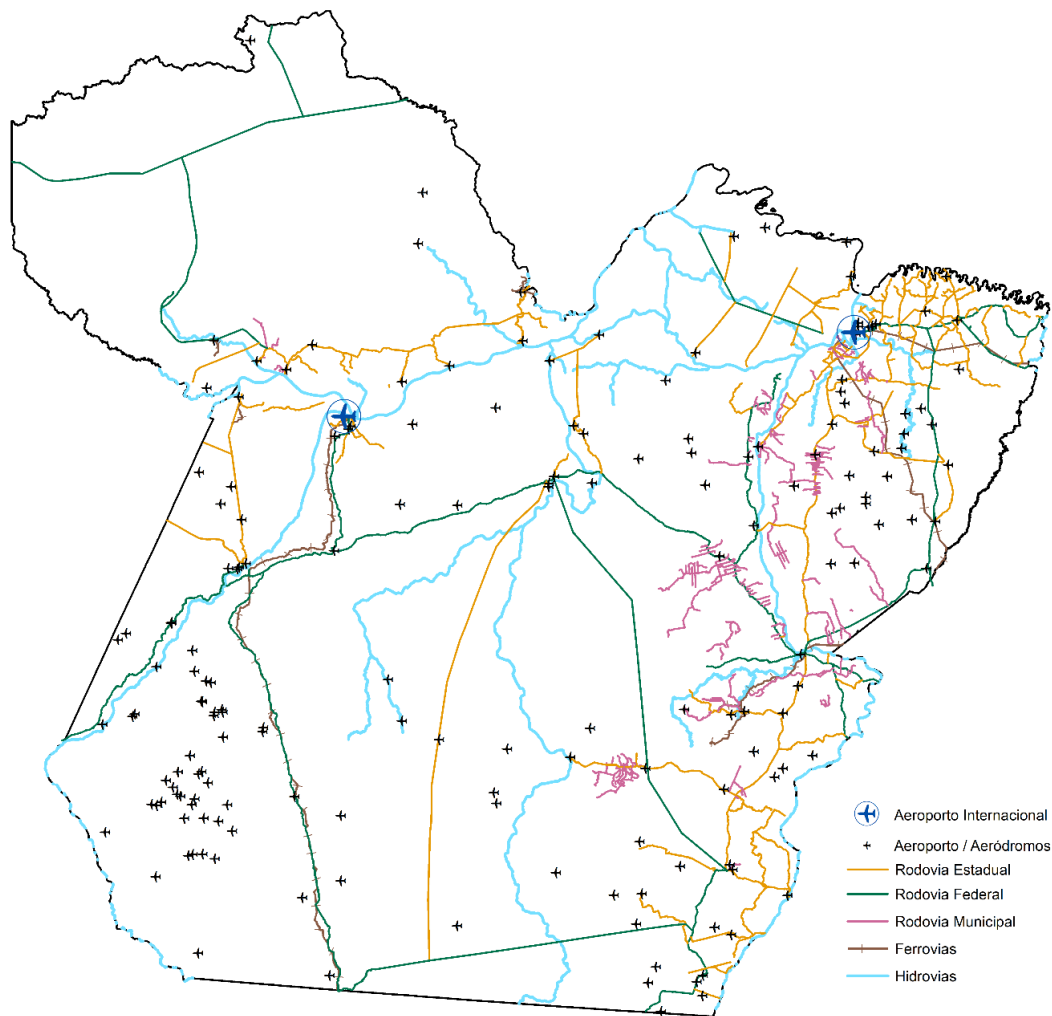 Aeroporto Internacional
Aeroporto / Aeródromos
Rodovia Estadual
Rodovia Federal
Rodovia Municipal
Ferrovias
Hidrovias